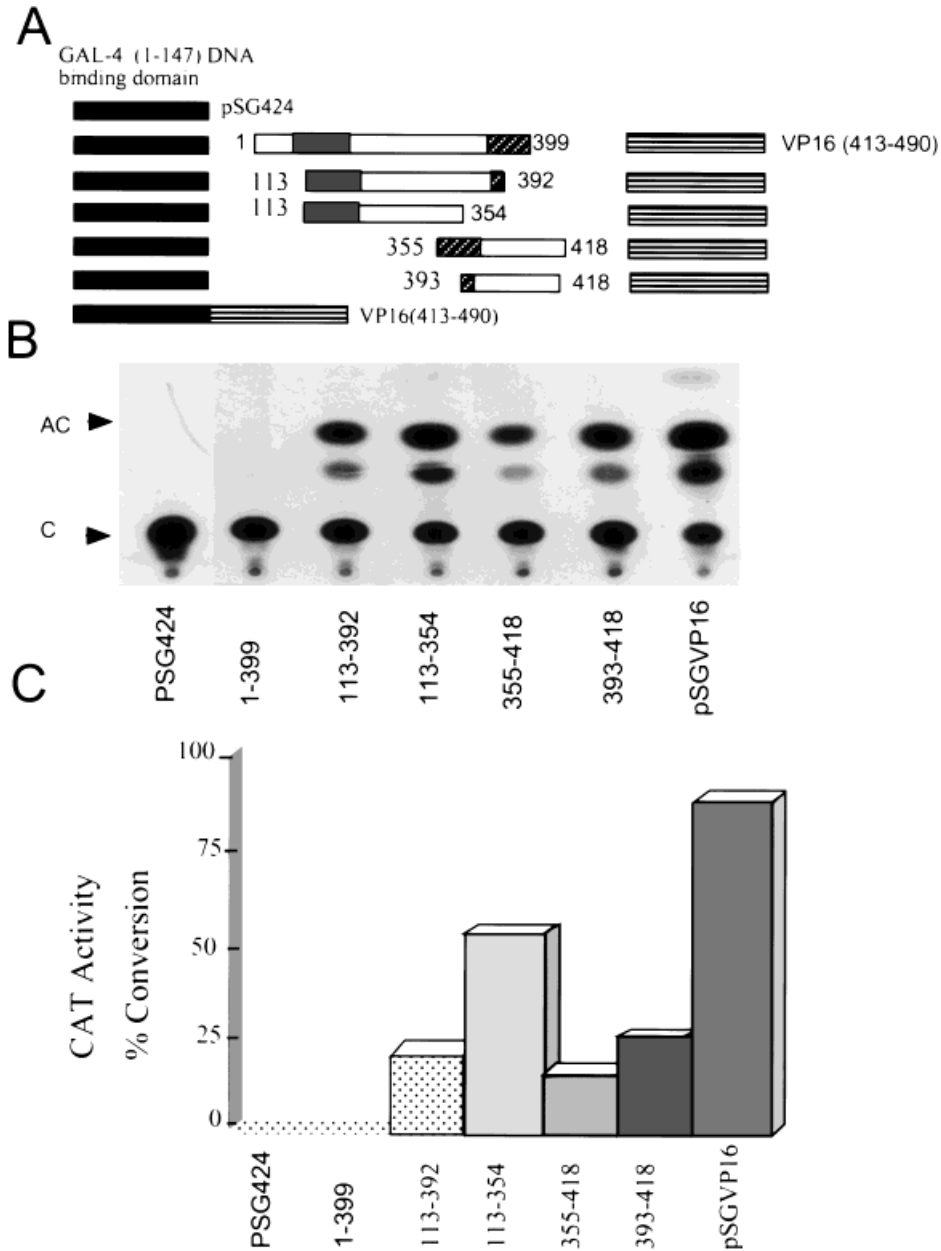 A
GAL-4 (1-147) DNA
binding domain
pSG424
1 399 VP16 (413-490)
113 392
113 354
355 418
393 418
VP16(413-490)
B
AC
C
PSG424 1-399 113-392 113-354 355-418 393-418 pSGVP16
C
CAT Activity
% Conversion
100
75
50
25
0
PSG424 1-399 113-392 113-354 355-418 393-418 pSGVP16